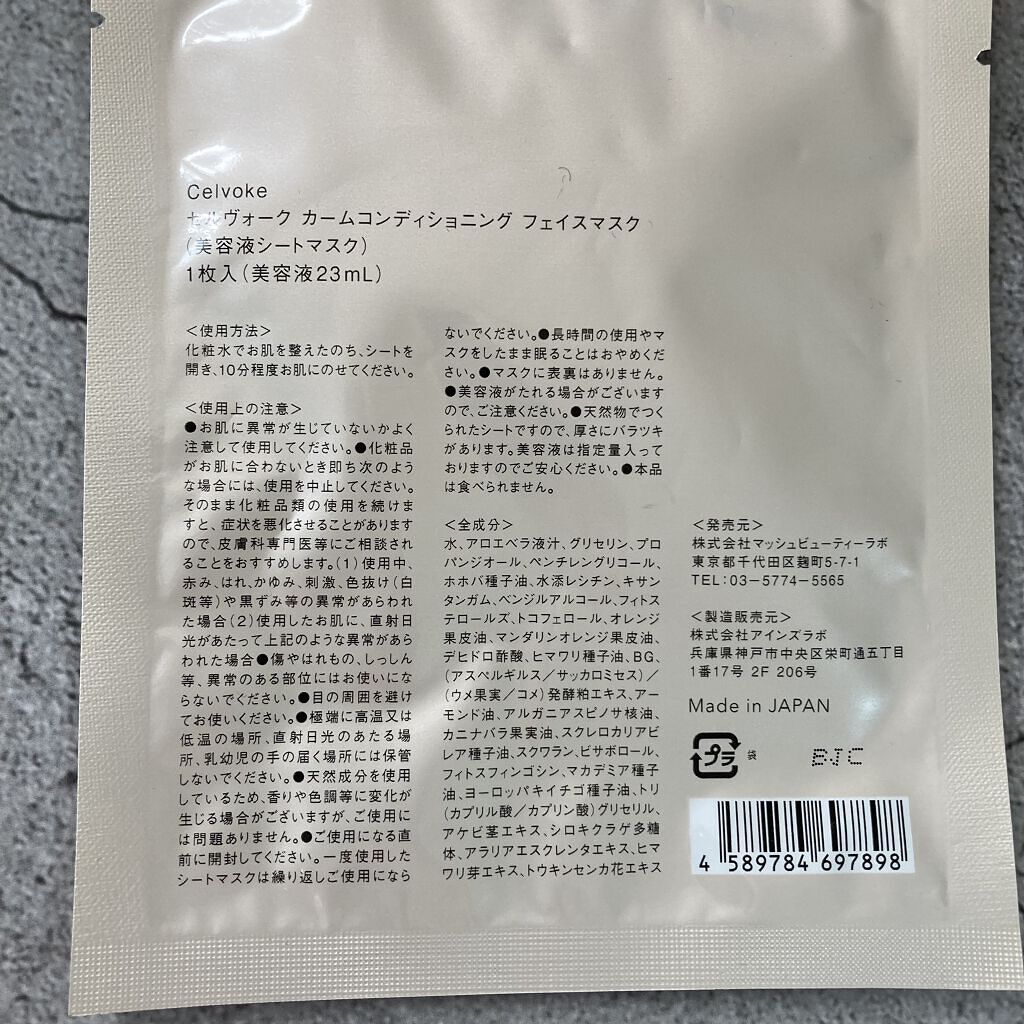 Celvoke
セルヴォーク カームコンディショニング フェイスマスク
(美容液シートマスク)
1枚入(美容液23mL)
＜使用方法＞
化粧水でお肌を整えたのち、シートを
開き、10分程度お肌にのせてください。
＜使用上の注意＞
●お肌に異常が生じていないかよく
注意して使用してください。●化粧品
がお肌に合わないとき即ち次のよう
な場合には、使用を中止してください。
そのまま化粧品類の使用を続けま
すと、症状を悪化させることがあります
ので、皮膚科専門医等にご相談され
ることをおすすめします。(1)使用中、
赤み、はれ、かゆみ、刺激、色抜け(白
斑等)や黒ずみ等の異常があらわれ
た場合(2)使用したお肌に、直射日
光があたって上記のような異常があら
われた場合●傷やはれもの、しっしん
等、異常のある部位にはお使いになら
らないでください。●目の周囲を避け
てお使いください。●極端に高温又は
低温の場所、直射日光のあたる場
所、乳幼児の手の届く場所には保管
しないでください。●天然成分を使用
しているため、香りや色調等に変化が
生じる場合がございますが、ご使用に
は問題ありません。●ご使用になる直
前に開封してください。一度使用した
シートマスクは繰り返しご使用になら
ないでください。●長時間の使用やマ
スクをしたまま眠ることはおやめくだ
さい。●マスクに表裏はありません。
●美容液がたれる場合がございます
ので、ご注意ください。●天然物でつく
られたシートですので、厚さにバラツキ
があります。美容液は指定量入って
おりますのでご安心ください。●本品
は食べられません。
＜全成分＞
水、アロエベラ液汁、グリセリン、プロ
パンジオール、ペンチレングリコール、
ホホバ種子油、水添レシチン、キサン
タンガム、ベンジルアルコール、フィトス
テロールズ、トコフェロール、オレンジ
果皮油、マンダリンオレンジ果皮油、
デヒドロ酢酸、ヒマワリ種子油、BG、
(アスペルギルス／サッカロミセス)／
(ウメ果実／コメ)発酵粕エキス、アー
モンド油、アルガニアスピノサ核油、
カニナバラ果実油、スクレロカリアビ
レア種子油、スクワラン、ビサボロール、
フィトスフィンゴシン、マカデミア種子
油、ヨーロッパキイチゴ種子油、トリ
(カプリル酸／カプリン酸)グリセリル、
アケビ茎エキス、シロキクラゲ多糖
体、アラリアエスクレンタエキス、ヒマ
ワリ芽エキス、トウキンセンカ花エキス
＜発売元＞
株式会社マッシュビューティーラボ
東京都千代田区麹町5-7-1
TEL:03-5774-5565
＜製造販売元＞
株式会社アインズラボ
兵庫県神戸市中央区栄町通五丁目
1番17号 2F 206号
Made in JAPAN
プラ 袋 BJC
4 589784 697898